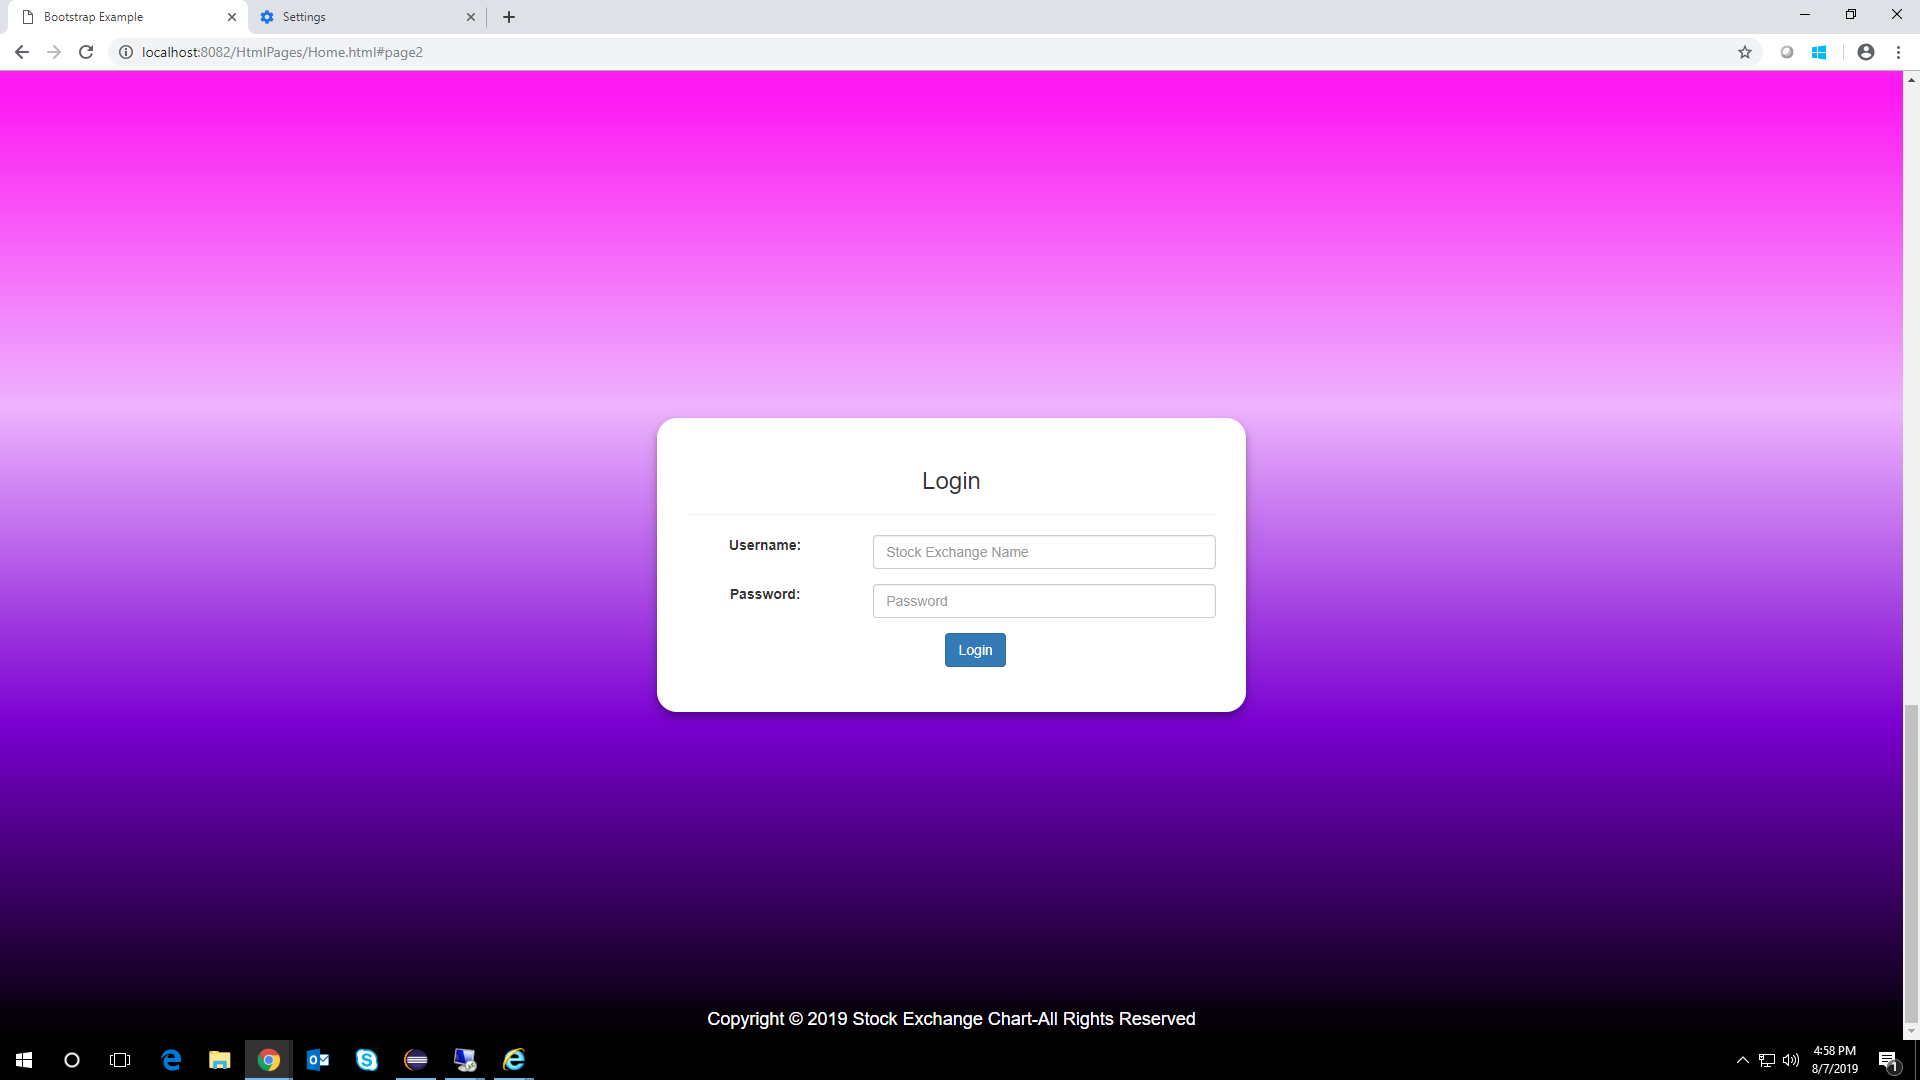 Bootstrap Example
Settings
localhost:8082/HtmlPages/Home.html#page2
Login
Username:
Stock Exchange Name
Password:
Password
Login
Copyright © 2019 Stock Exchange Chart-All Rights Reserved
4:58 PM
8/7/2019
1